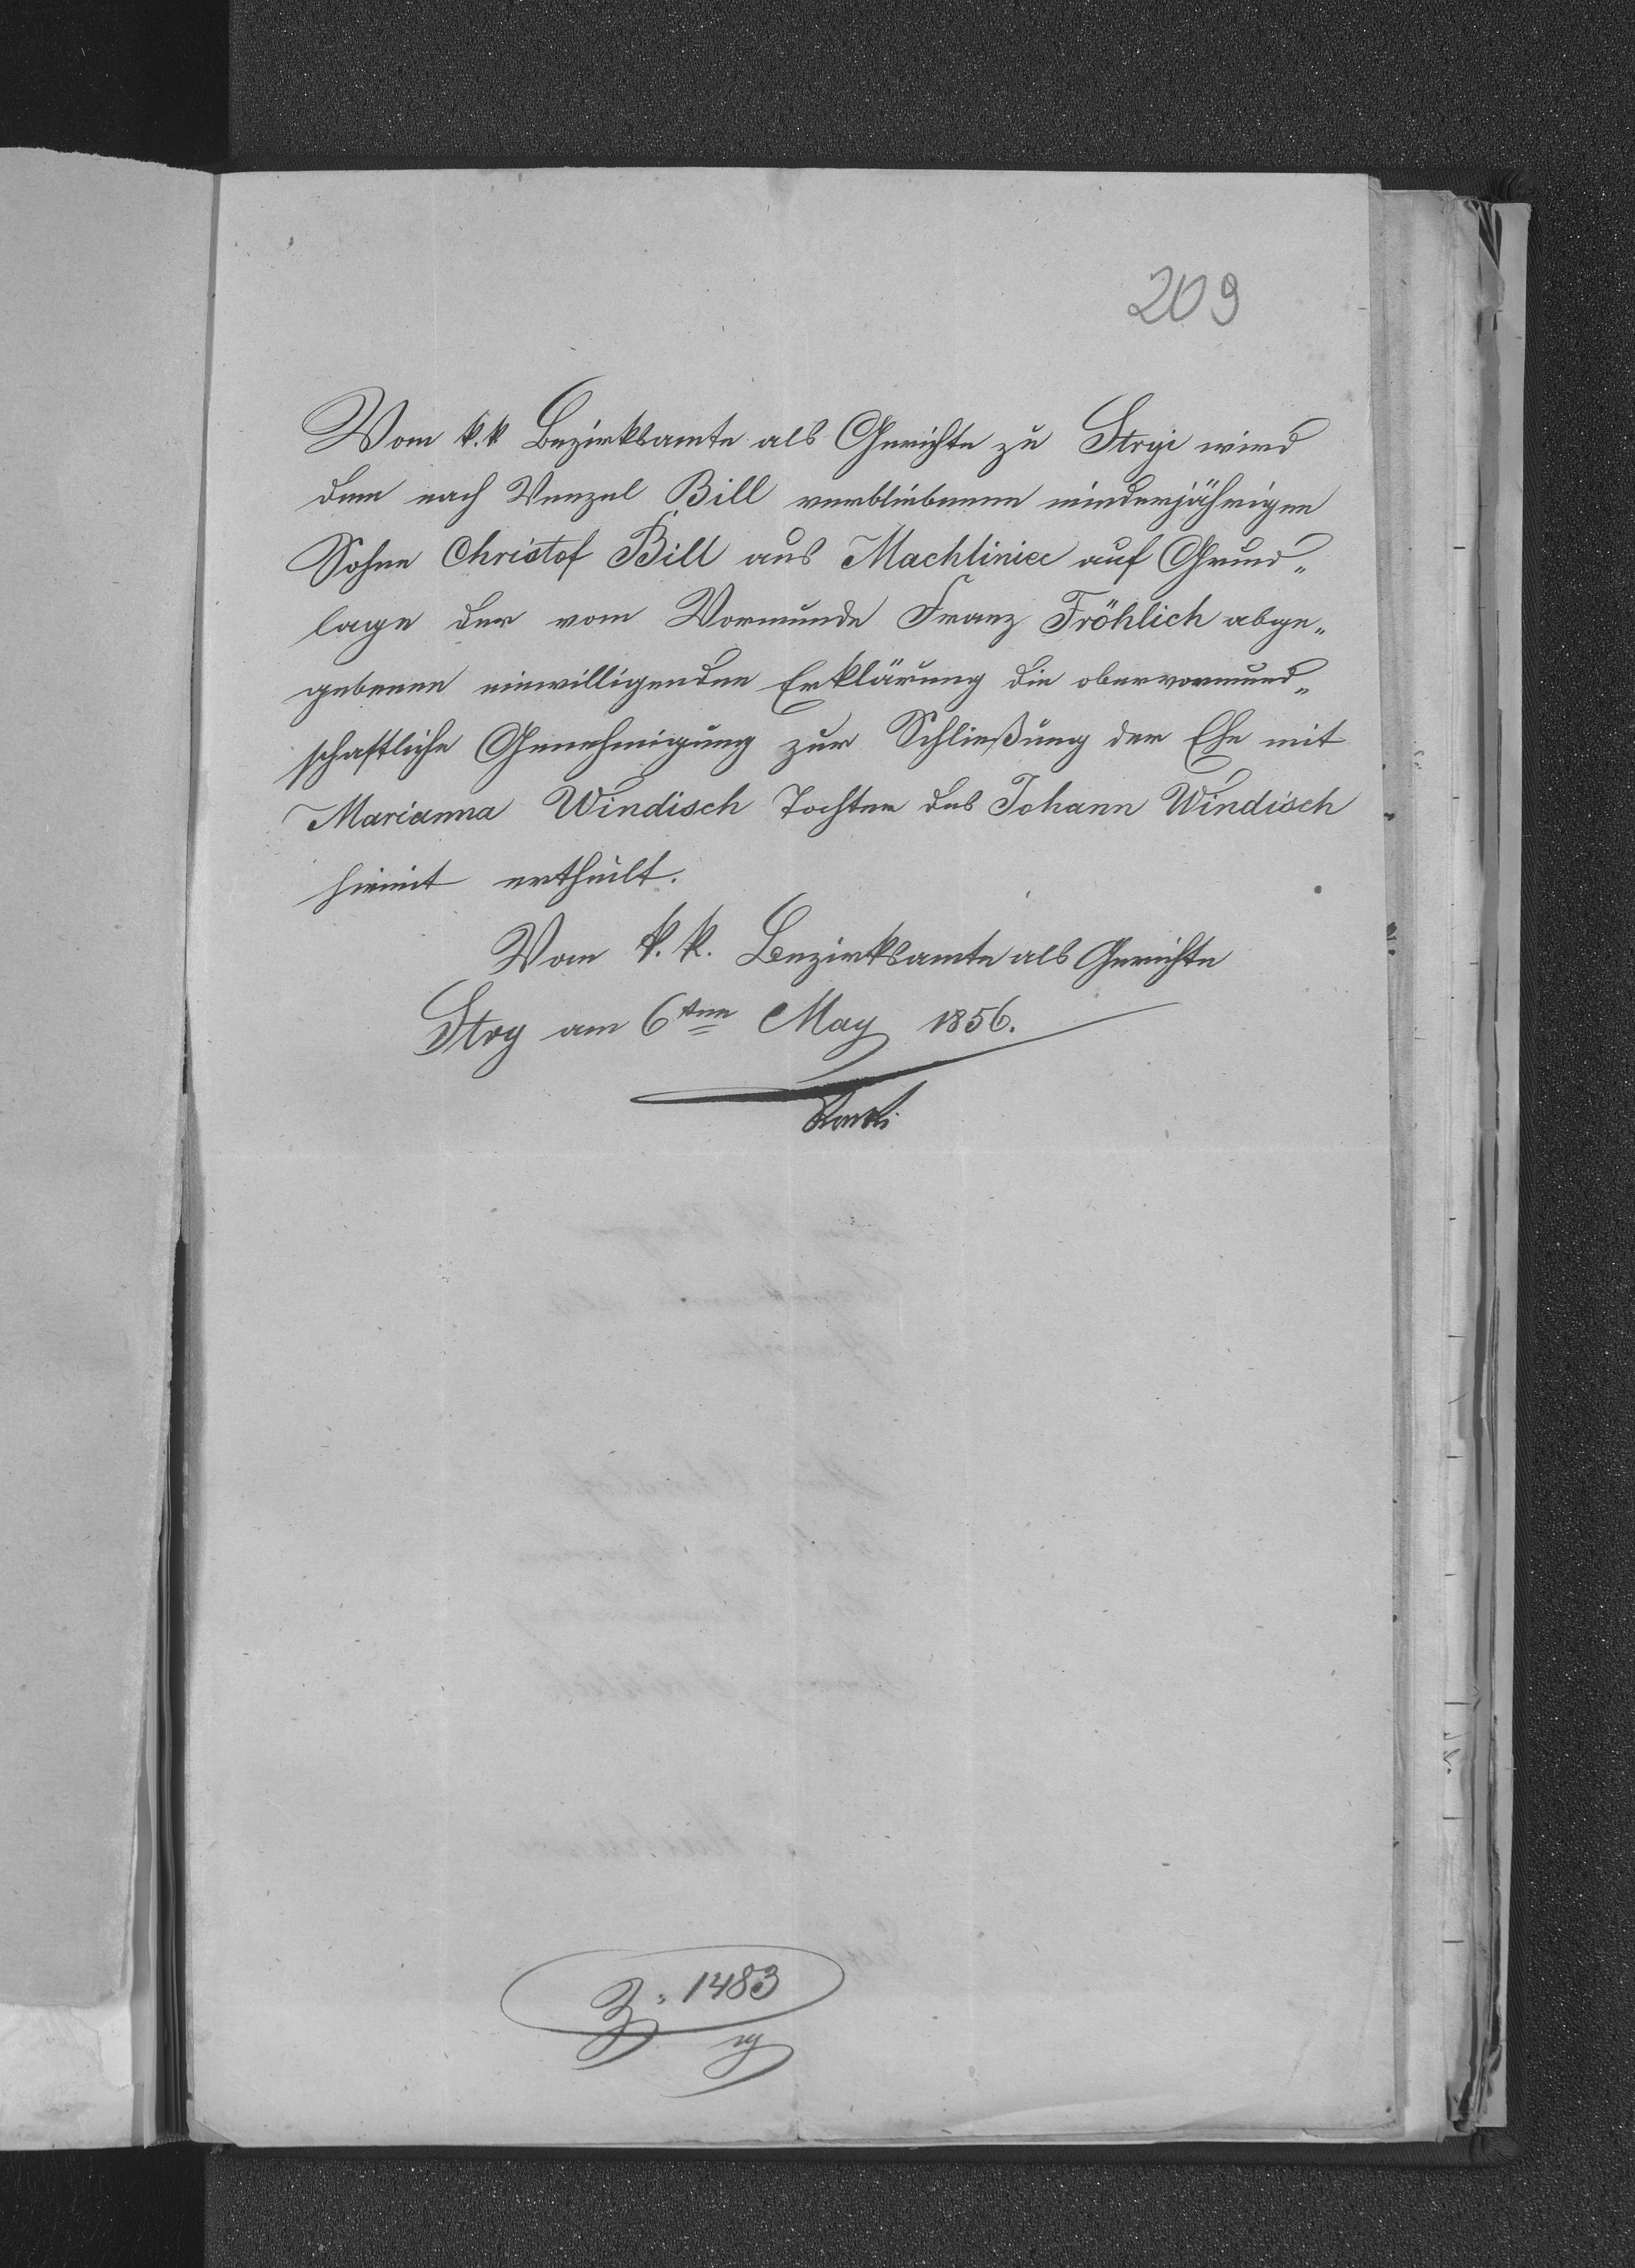 209
Vom k.k Bezirksamte als Gerichte zu Stryi wird
dem nach Wenzel Bill verbliebenen minderjährigen
Sohne Christof Bill aus Machliniec auf Grund„
lage der vom Vormunde Franz Fröhlich abge„
gebenen einwilligenden Erklärung die obervormund„
schaftliche Genehmigung zur Schließung der Ehe mit
Marianna Windisch Tochter des Johann Windisch
hiemit ertheilt.
Vom k.k. Bezirksamte als Gerichte
Stry am 6ten May 1856.
Z: 1483